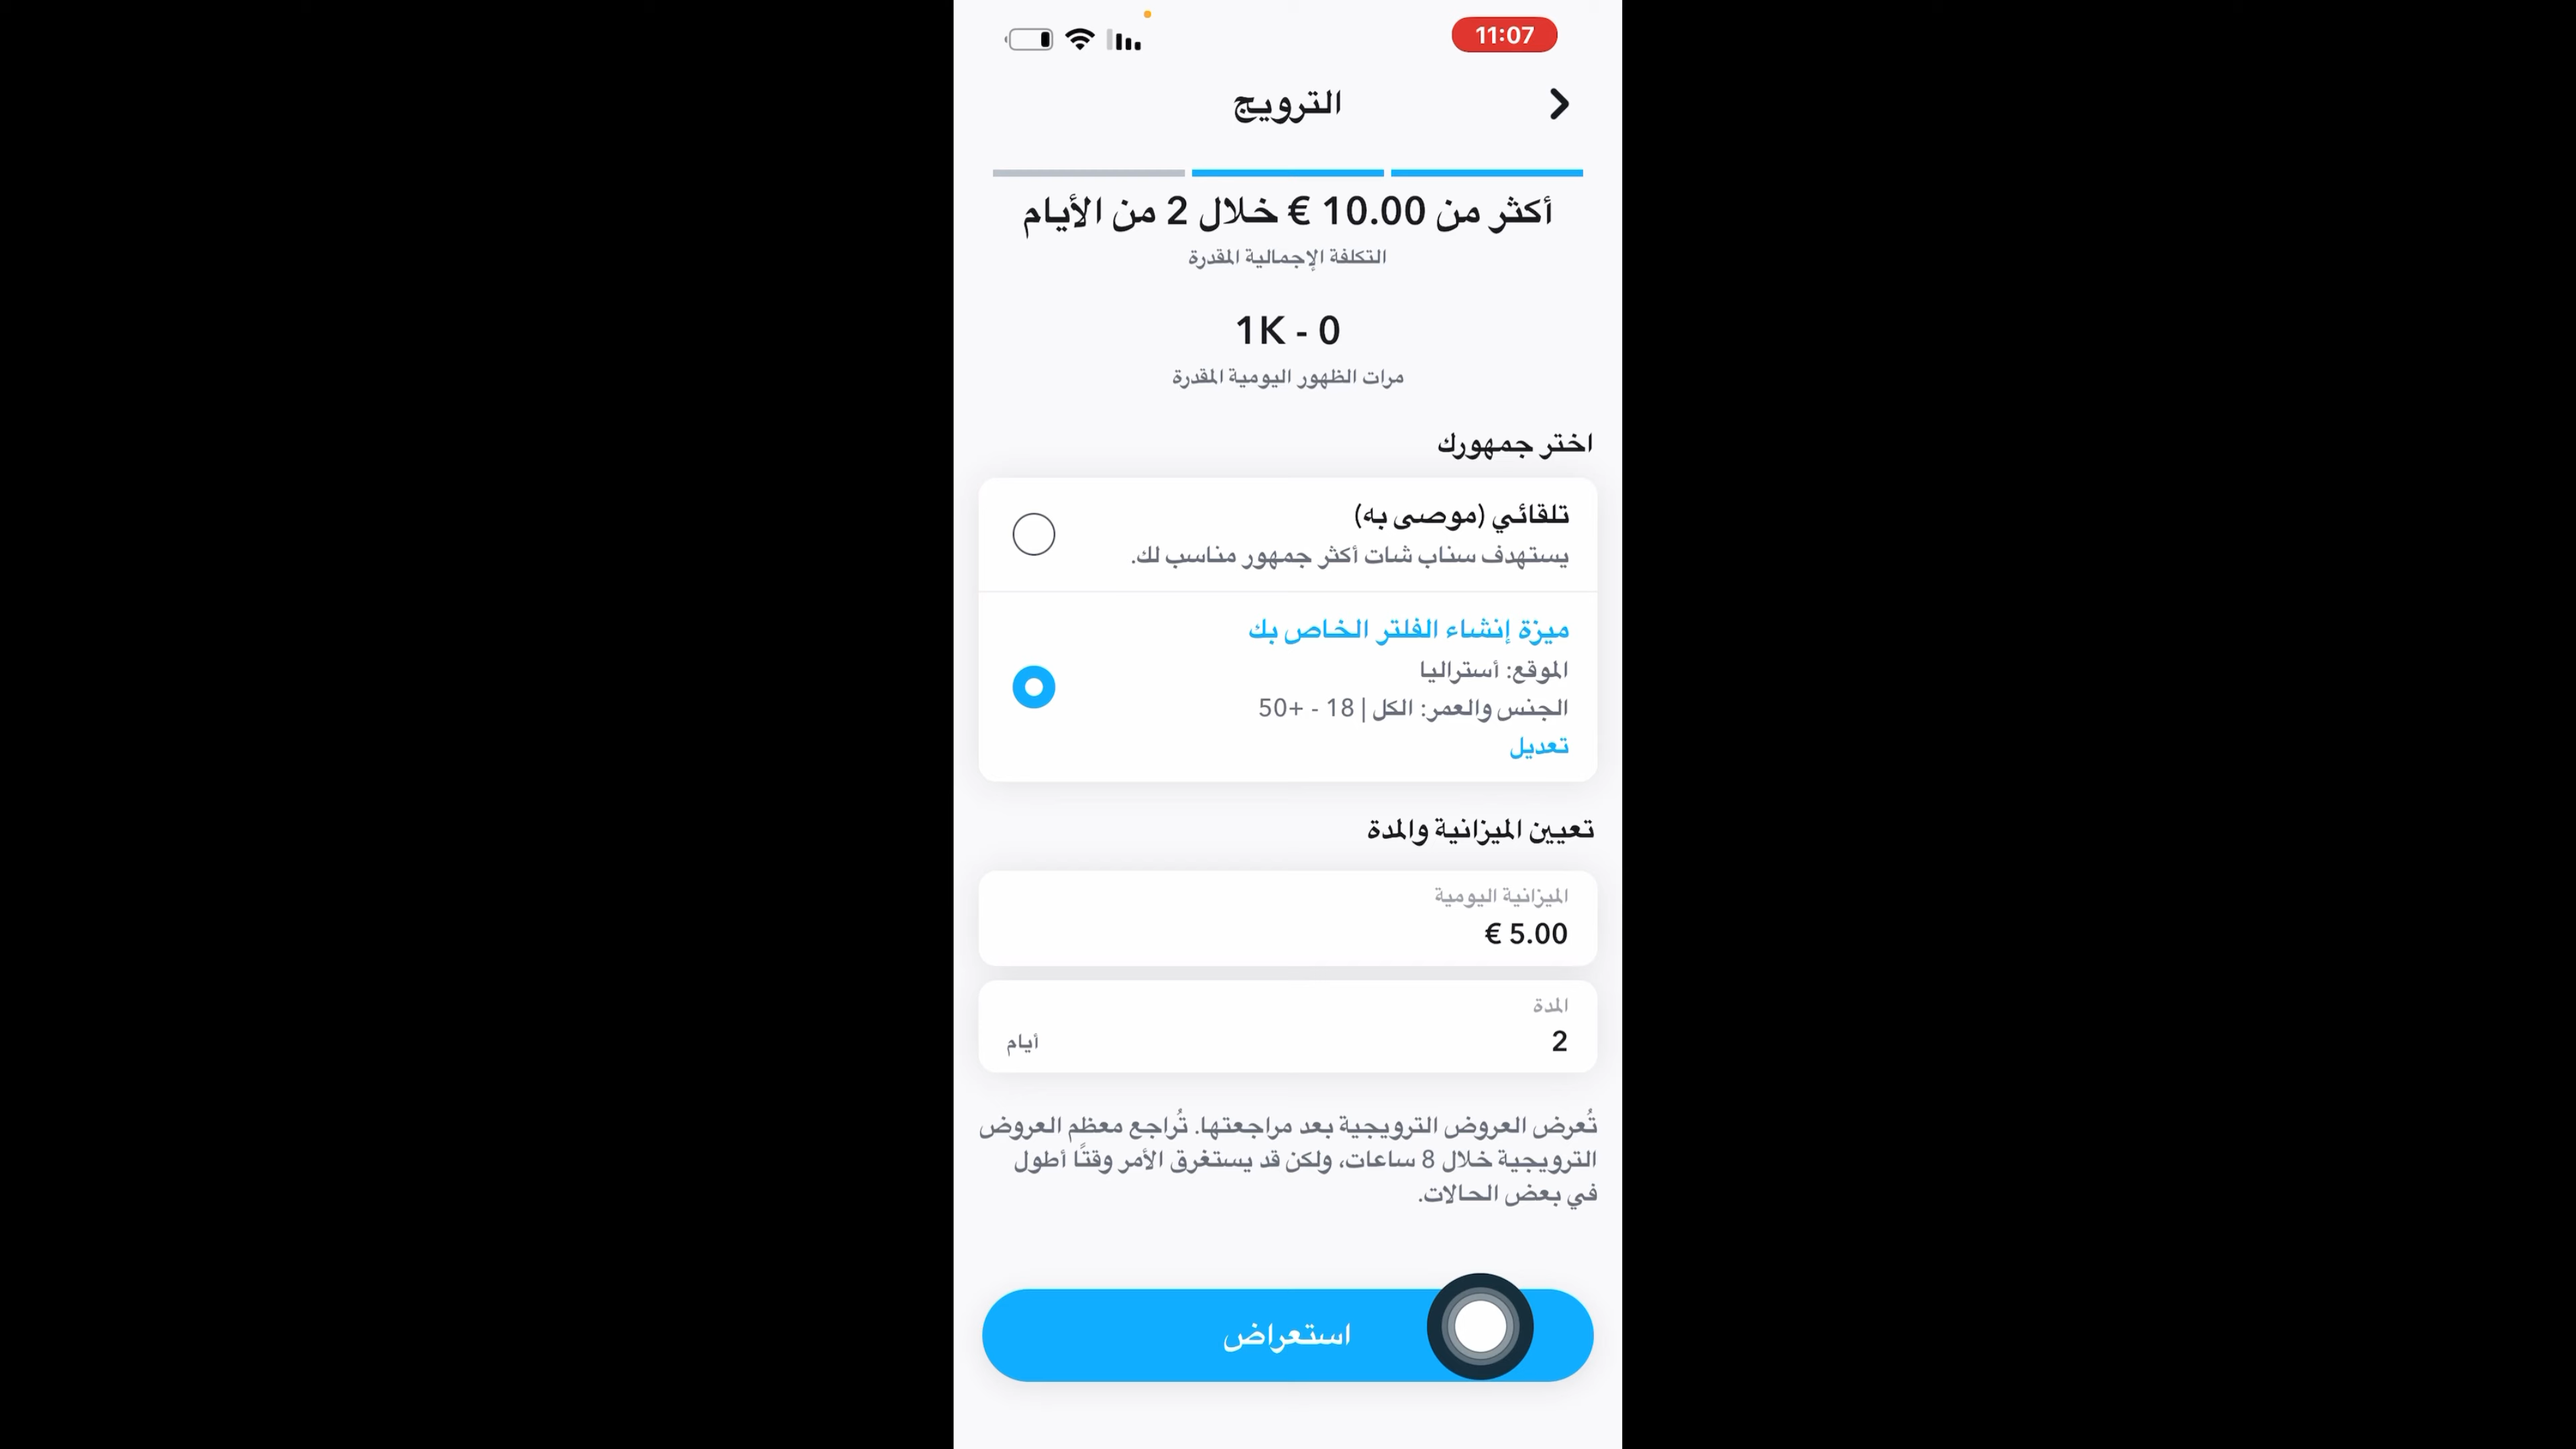 11:07
الترويج
أكثر من 10.00 € خلال 2 من الأيام
التكلفة الإجمالية المقدرة
1K - 0
مرات الظهور اليومية المقدرة
اختر جمهورك
تلقائي (موصى به)
يستهدف سناب شات أكثر جمهور مناسب لك.
ميزة إنشاء الفلتر الخاص بك
الموقع: أستراليا
الجنس والعمر: الكل | 18 - +50
تعديل
تعيين الميزانية والمدة
الميزانية اليومية
5.00 €
المدة
2 أيام
تُعرض العروض الترويجية بعد مراجعتها. تُراجع معظم العروض
الترويجية خلال 8 ساعات، ولكن قد يستغرق الأمر وقتًا أطول
في بعض الحالات.
استعراض